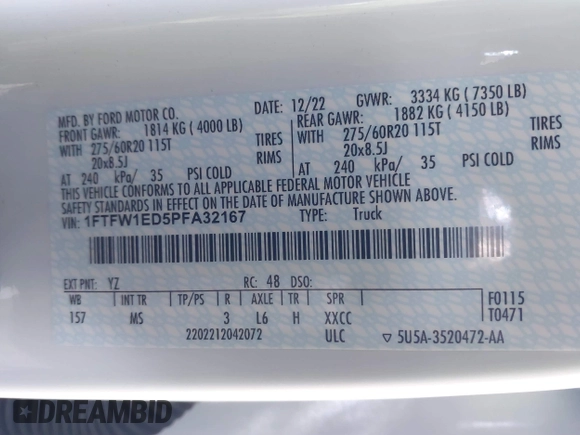 MFD. BY FORD MOTOR CO.
DATE: 12/22 GVWR: 3334 KG ( 7350 LB)
FRONT GAWR: 1814 KG ( 4000 LB)
REAR GAWR: 1882 KG ( 4150 LB)
WITH 275/60R20 115T TIRES
WITH 275/60R20 115T TIRES
20x8.5J RIMS
20x8.5J RIMS
AT 240 kPa/ 35 PSI COLD
AT 240 kPa/ 35 PSI COLD
THIS VEHICLE CONFORMS TO ALL APPLICABLE FEDERAL MOTOR VEHICLE
SAFETY STANDARDS IN EFFECT ON THE DATE OF MANUFACTURE SHOWN ABOVE.
VIN: 1FTFW1ED5PFA32167 TYPE: Truck
EXT PNT: YZ RC: 48 DSO:
WB INT TR TP/PS R AXLE TR SPR F0115
157 MS 3 L6 H XXCC T0471
2202212042072 ULC ▽ 5U5A-3520472-AA
DREAMBID